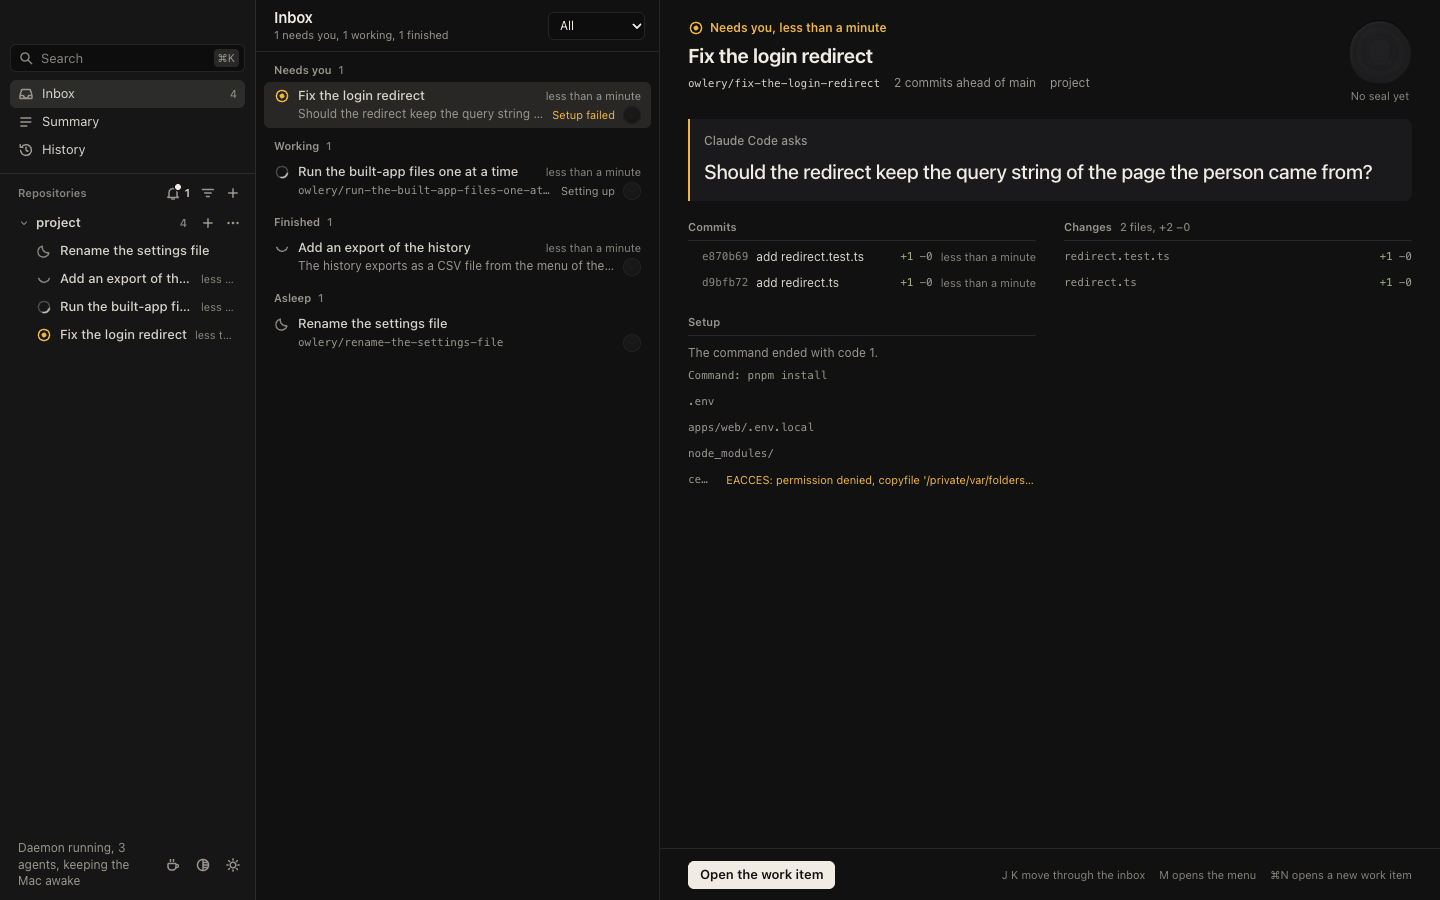 Search ⌘K
Inbox 4
Summary
History
Repositories 1
project 4
Rename the settings file
Add an export of th... less ...
Run the built-app fi... less ...
Fix the login redirect less t...
Daemon running, 3
agents, keeping the
Mac awake
Inbox
1 needs you, 1 working, 1 finished
All
Needs you 1
Fix the login redirect less than a minute
Should the redirect keep the query string ... Setup failed
Working 1
Run the built-app files one at a time less than a minute
owlery/run-the-built-app-files-one-at… Setting up
Finished 1
Add an export of the history less than a minute
The history exports as a CSV file from the menu of the...
Asleep 1
Rename the settings file
owlery/rename-the-settings-file
Needs you, less than a minute
Fix the login redirect
owlery/fix-the-login-redirect 2 commits ahead of main project
No seal yet
Claude Code asks
Should the redirect keep the query string of the page the person came from?
Commits
e870b69 add redirect.test.ts +1 −0 less than a minute
d9bfb72 add redirect.ts +1 −0 less than a minute
Changes 2 files, +2 −0
redirect.test.ts +1 −0
redirect.ts +1 −0
Setup
The command ended with code 1.
Command: pnpm install
.env
apps/web/.env.local
node_modules/
ce… EACCES: permission denied, copyfile '/private/var/folders...
Open the work item
J K move through the inbox M opens the menu ⌘N opens a new work item